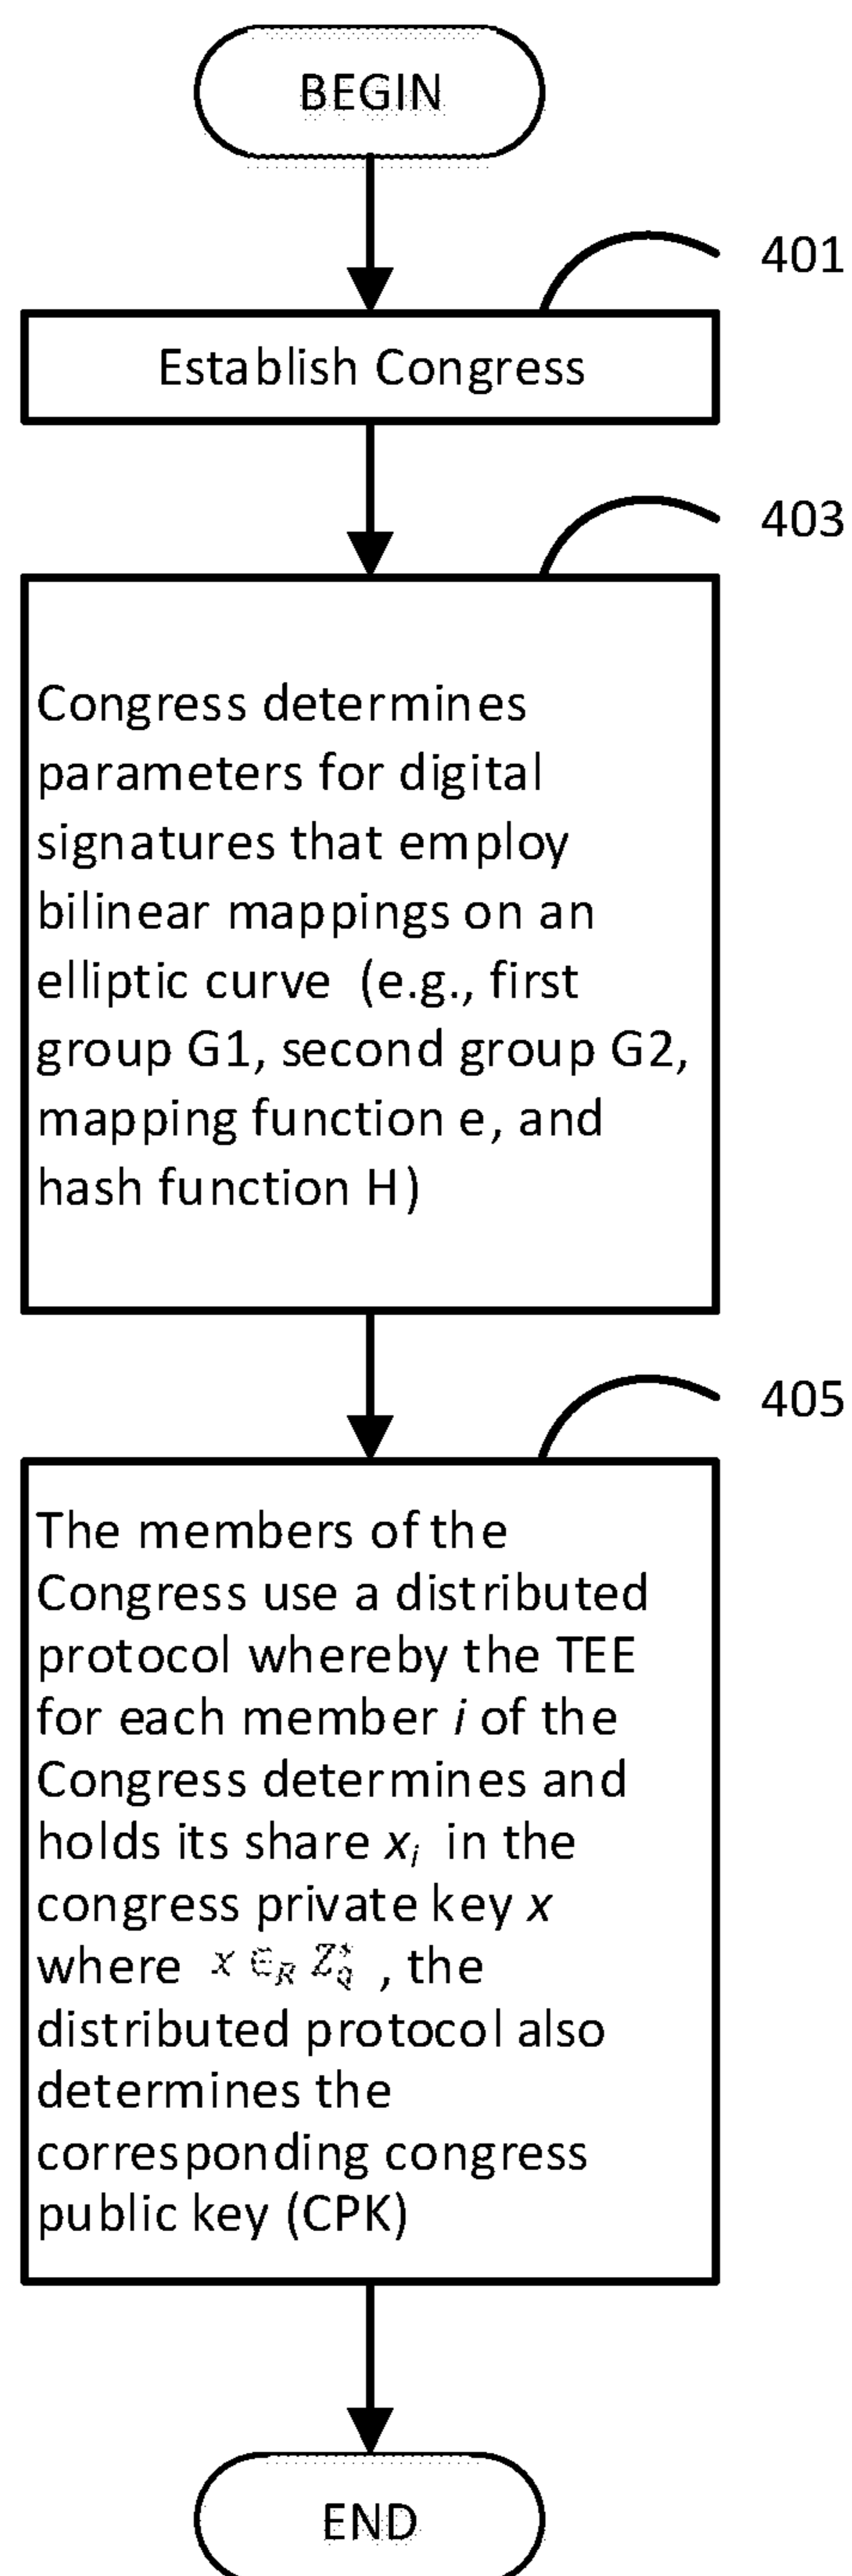 BEGIN
401
Establish Congress
403
Congress determines
parameters for digital
signatures that employ
bilinear mappings on an
elliptic curve (e.g., first
group G1, second group G2,
mapping function e, and
hash function H)
405
The members of the
Congress use a distributed
protocol whereby the TEE
for each member i of the
Congress determines and
holds its share xᵢ in the
congress private key x
where x ∈_R Z_Q^* , the
distributed protocol also
determines the
corresponding congress
public key (CPK)
END